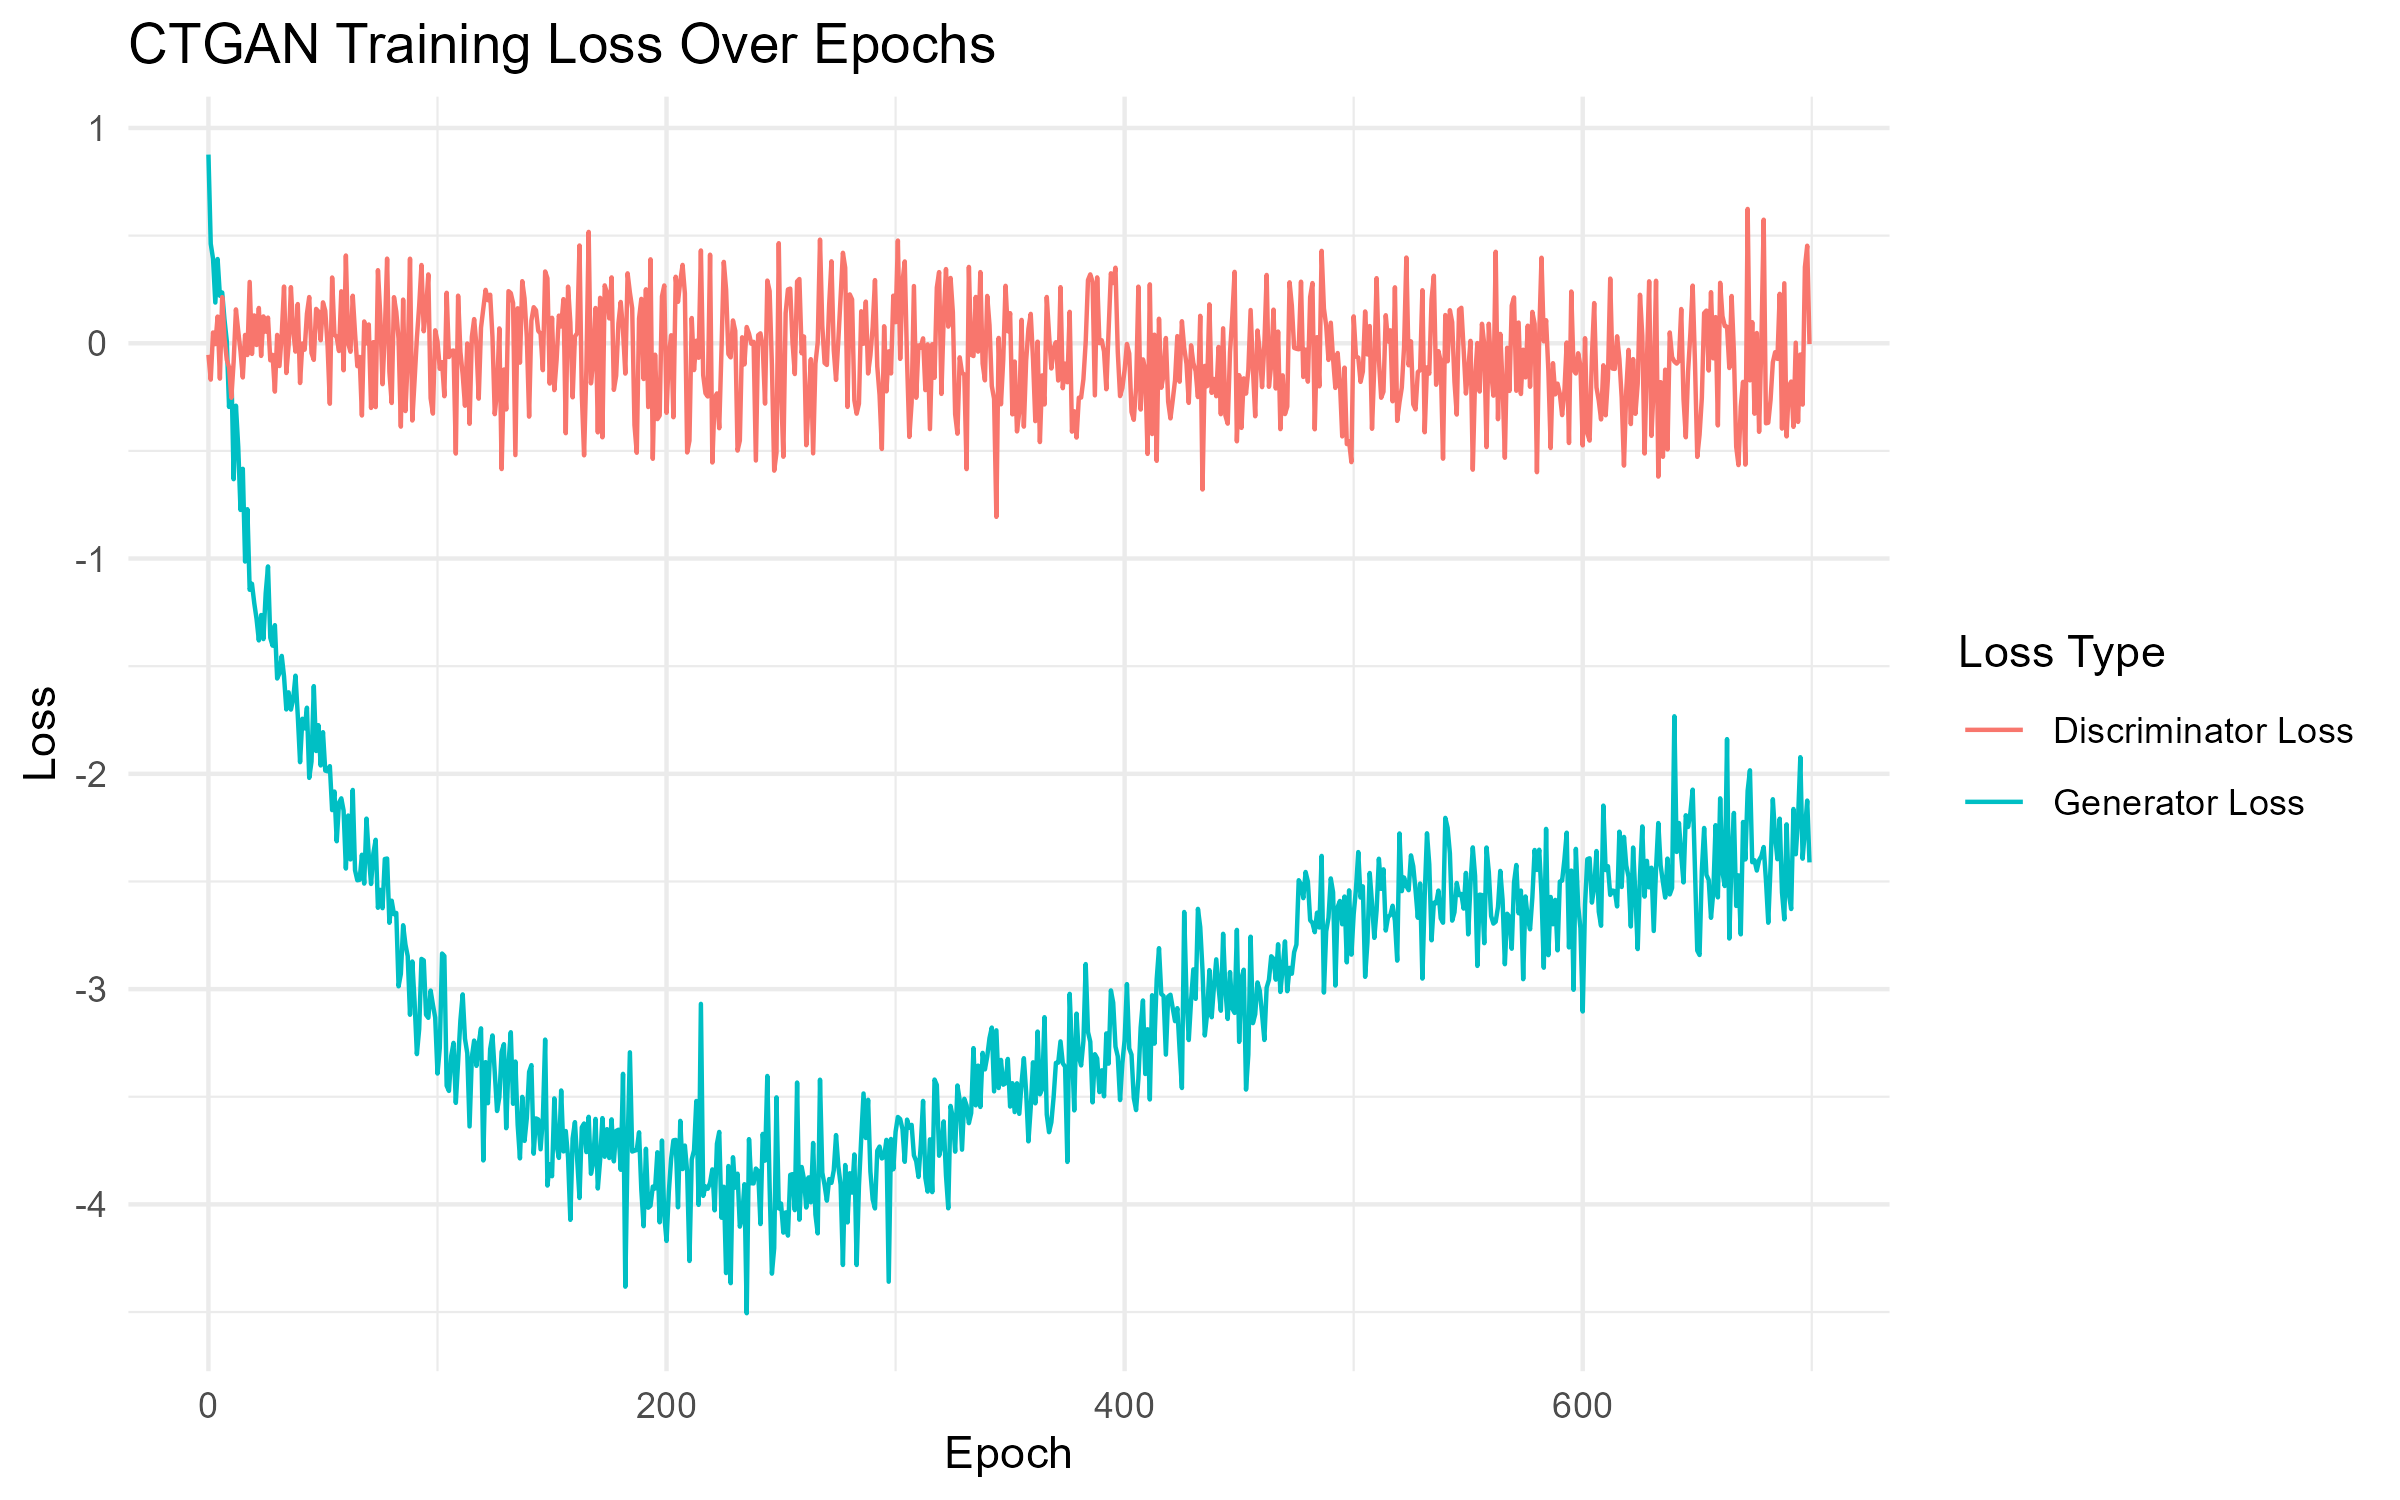 CTGAN Training Loss Over Epochs
1
0
-1
-2
-3
-4
Loss
0 200 400 600
Epoch
Loss Type
Discriminator Loss
Generator Loss